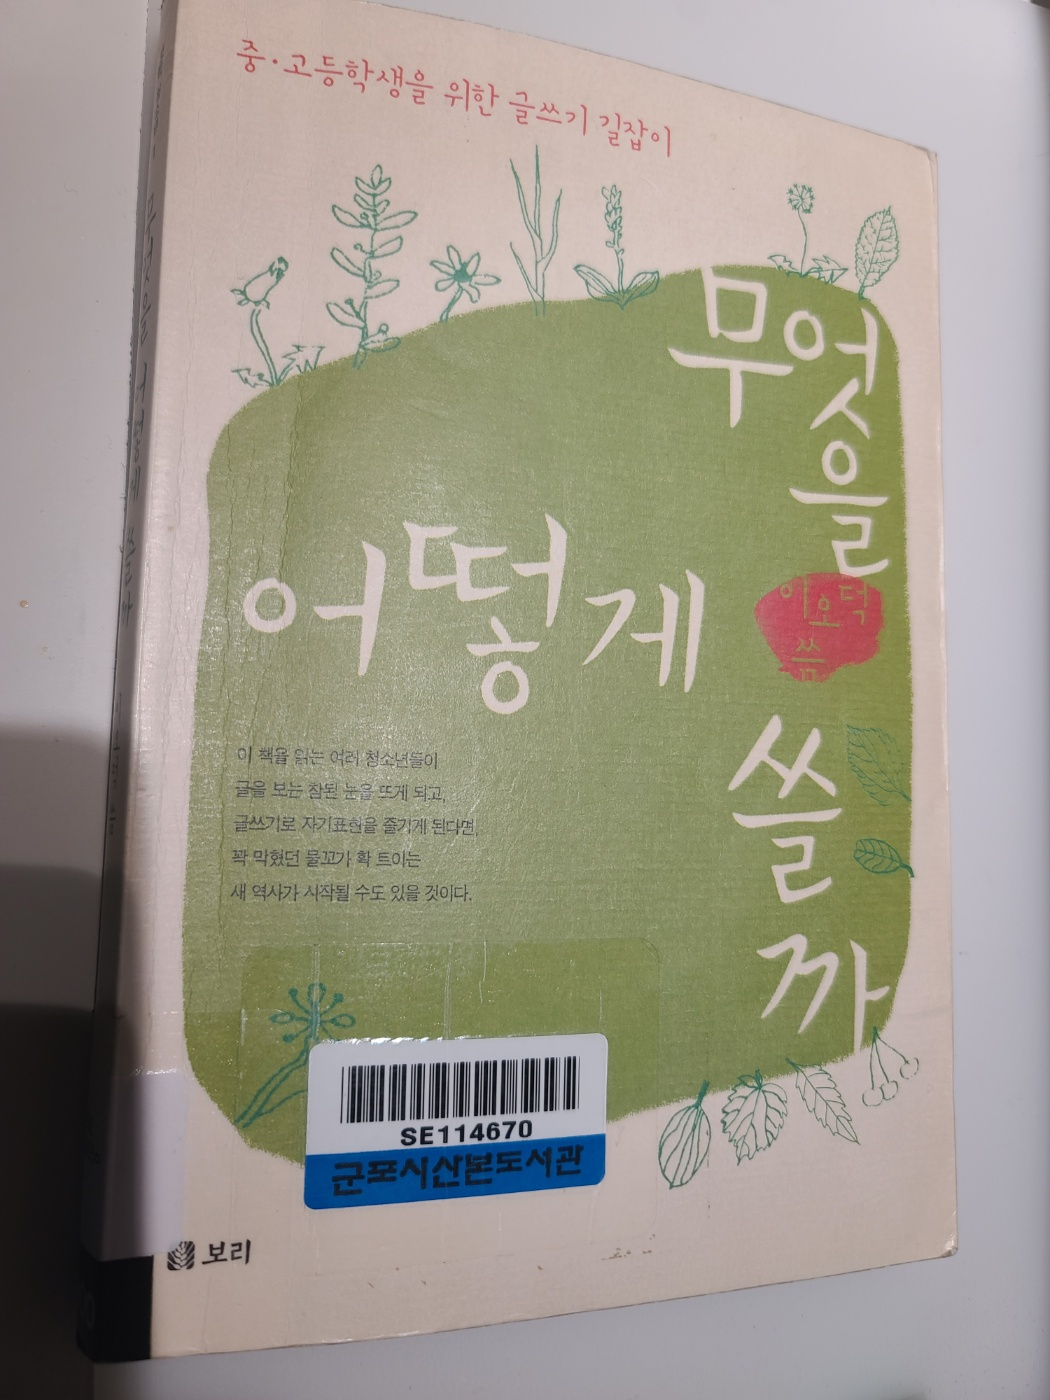 중·고등학생을 위한 글쓰기 길잡이
무엇을
어떻게
쓸까
이오덕
씀
이 책을 읽는 여러 청소년들이
글을 보는 참된 눈을 뜨게 되고,
글쓰기로 자기표현을 즐기게 된다면,
꽉 막혔던 물꼬가 확 트이는
새 역사가 시작될 수도 있을 것이다.
SE114670
군포시산본도서관
보리